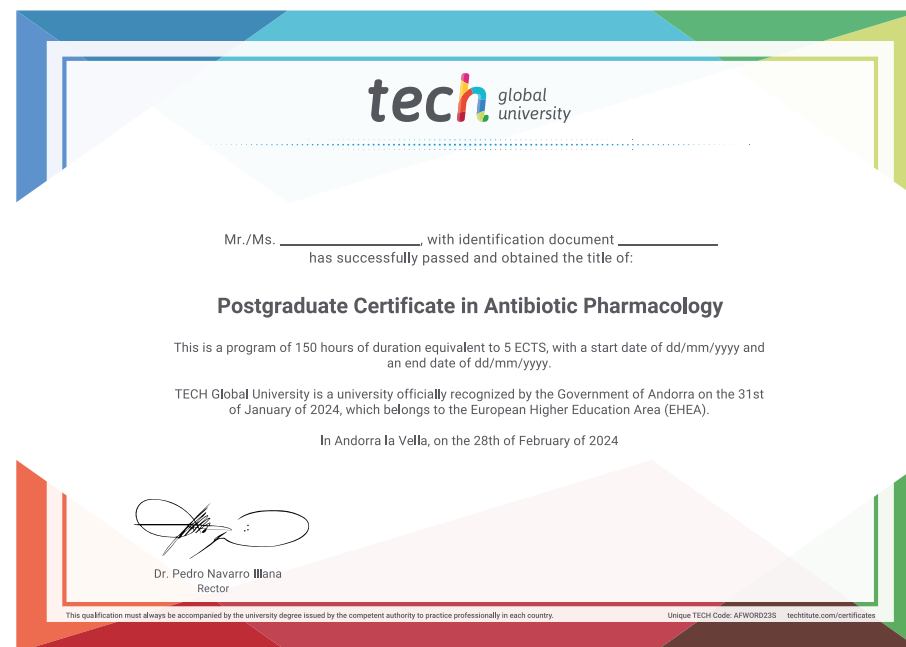 tech global
university
Mr./Ms. ____________, with identification document ____________
has successfully passed and obtained the title of:
Postgraduate Certificate in Antibiotic Pharmacology
This is a program of 150 hours of duration equivalent to 5 ECTS, with a start date of dd/mm/yyyy and
an end date of dd/mm/yyyy.
TECH Global University is a university officially recognized by the Government of Andorra on the 31st
of January of 2024, which belongs to the European Higher Education Area (EHEA).
In Andorra la Vella, on the 28th of February of 2024
Dr. Pedro Navarro Illana
Rector
This qualification must always be accompanied by the university degree issued by the competent authority to practice professionally in each country.
Unique TECH Code: AFWORD23S techtitute.com/certificates